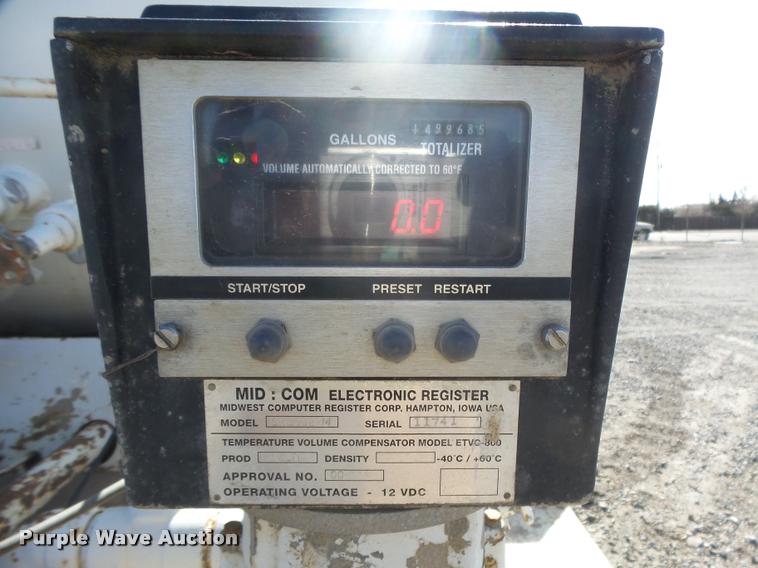 1499685
GALLONS TOTALIZER
VOLUME AUTOMATICALLY CORRECTED TO 60°F
0.0
START/STOP PRESET RESTART
MID : COM ELECTRONIC REGISTER
MIDWEST COMPUTER REGISTER CORP. HAMPTON, IOWA USA
MODEL SERIAL 11741
TEMPERATURE VOLUME COMPENSATOR MODEL ETVC-800
PROD DENSITY -40°C / +60°C
APPROVAL NO.
OPERATING VOLTAGE - 12 VDC
Purple Wave Auction